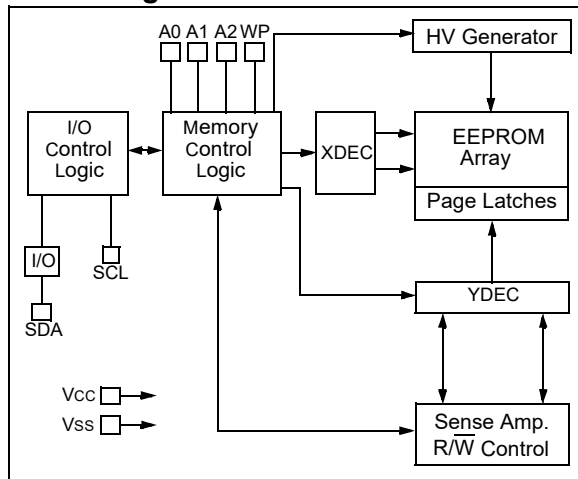 A0 A1 A2 WP
HV Generator
I/O
Control
Logic
Memory
Control
Logic
XDEC
EEPROM
Array
Page Latches
I/O
SCL
SDA
YDEC
Vcc
Vss
Sense Amp.
R/W̅ Control